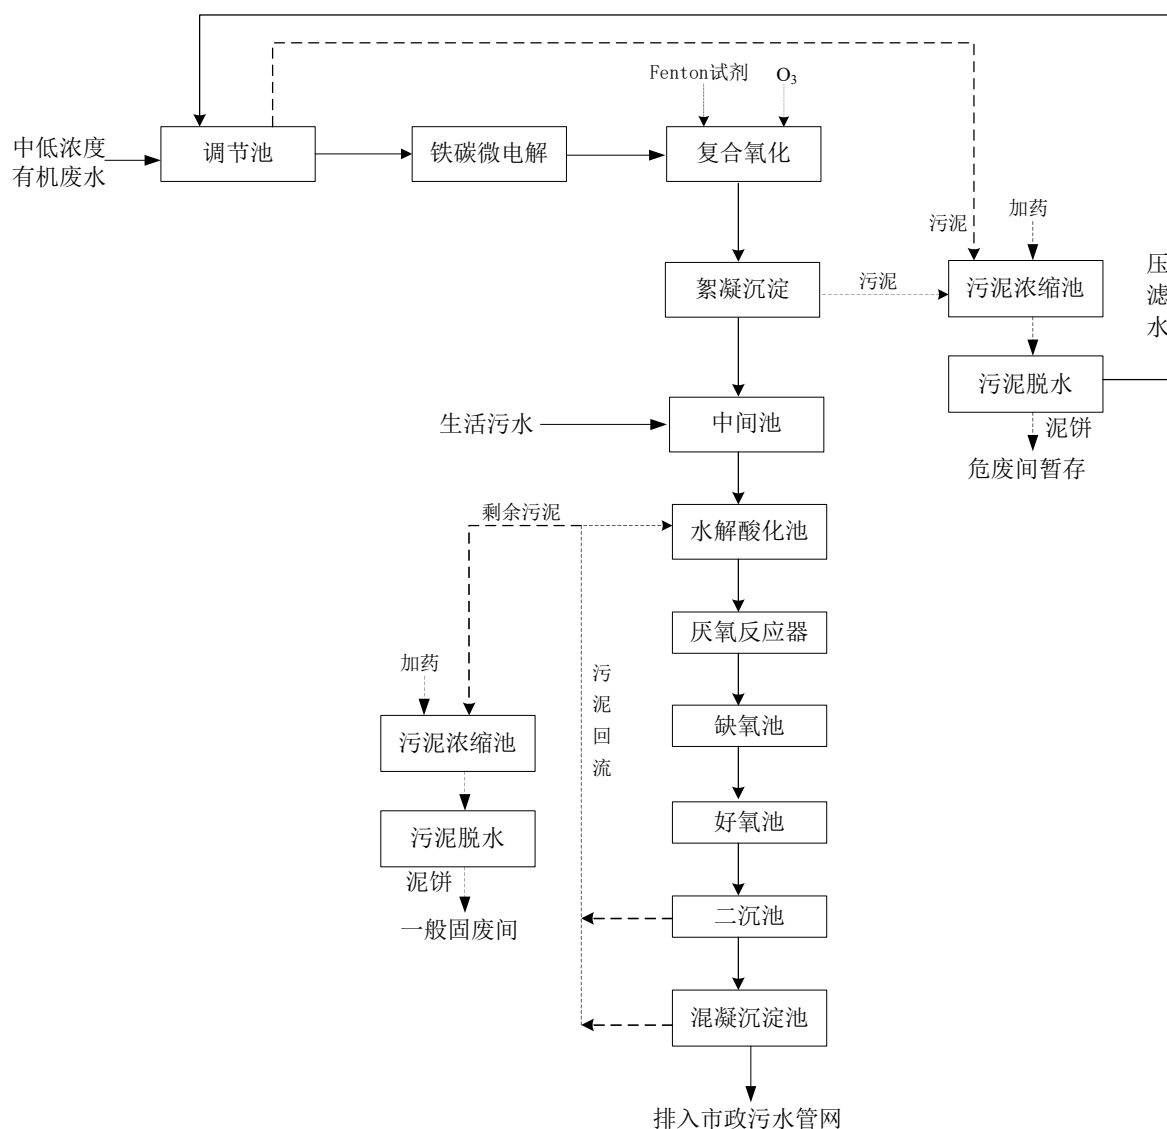 Fenton试剂
O₃
中低浓度
有机废水
调节池
铁碳微电解
复合氧化
污泥
加药
絮凝沉淀
污泥
污泥浓缩池
压
滤
水
污泥脱水
泥饼
危废间暂存
生活污水
中间池
剩余污泥
水解酸化池
厌氧反应器
加药
污
泥
回
流
污泥浓缩池
缺氧池
污泥脱水
好氧池
泥饼
一般固废间
二沉池
混凝沉淀池
排入市政污水管网